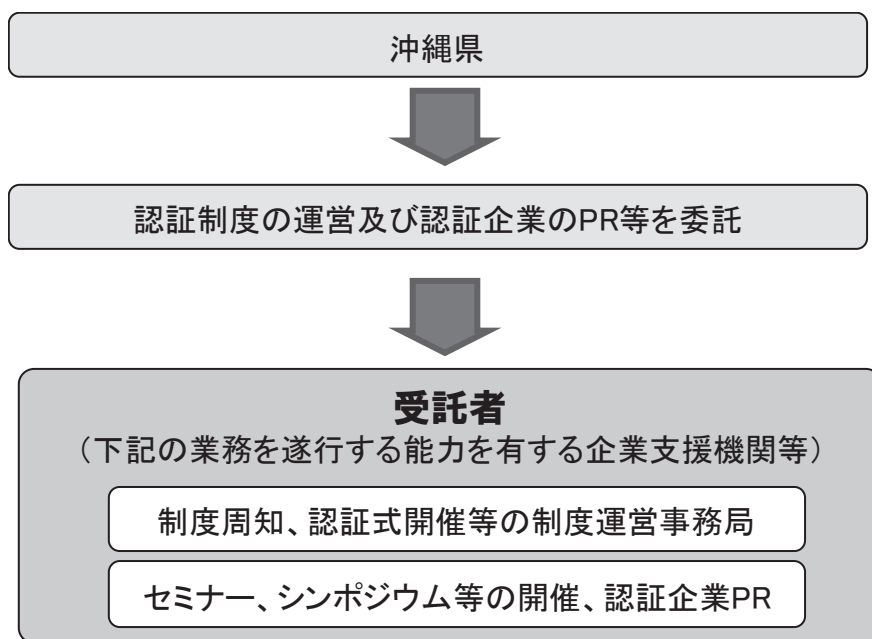 沖縄県
認証制度の運営及び認証企業のPR等を委託
受託者
（下記の業務を遂行する能力を有する企業支援機関等）
制度周知、認証式開催等の制度運営事務局
セミナー、シンポジウム等の開催、認証企業PR